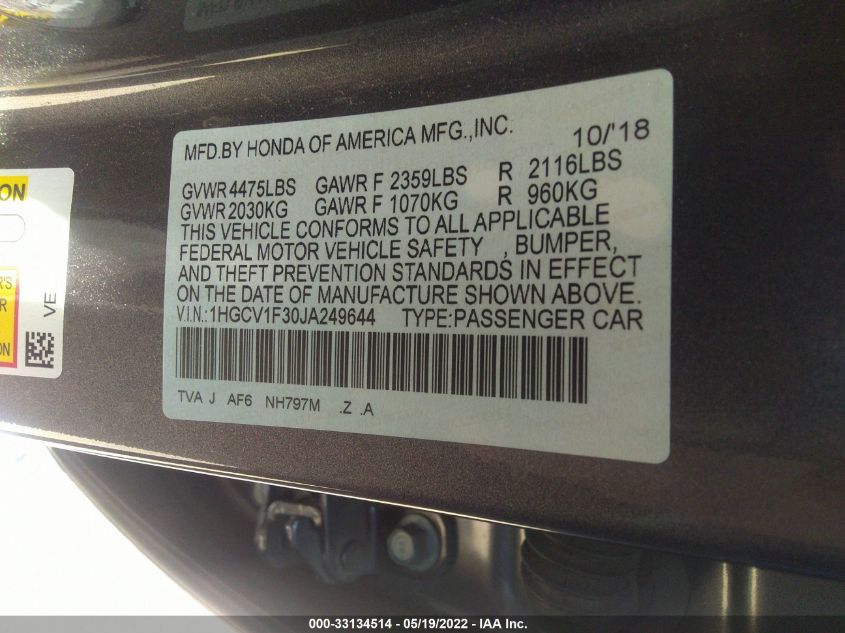 MFD.BY HONDA OF AMERICA MFG.,INC. 10/'18
GVWR 4475LBS GAWR F 2359LBS R 2116LBS
GVWR 2030KG GAWR F 1070KG R 960KG
THIS VEHICLE CONFORMS TO ALL APPLICABLE
FEDERAL MOTOR VEHICLE SAFETY , BUMPER,
AND THEFT PREVENTION STANDARDS IN EFFECT
ON THE DATE OF MANUFACTURE SHOWN ABOVE.
V.I.N.:1HGCV1F30JA249644 TYPE:PASSENGER CAR
TVA J AF6 NH797M .Z .A
ION
R'S
R
ON
VE
000-33134514 - 05/19/2022 - IAA Inc.